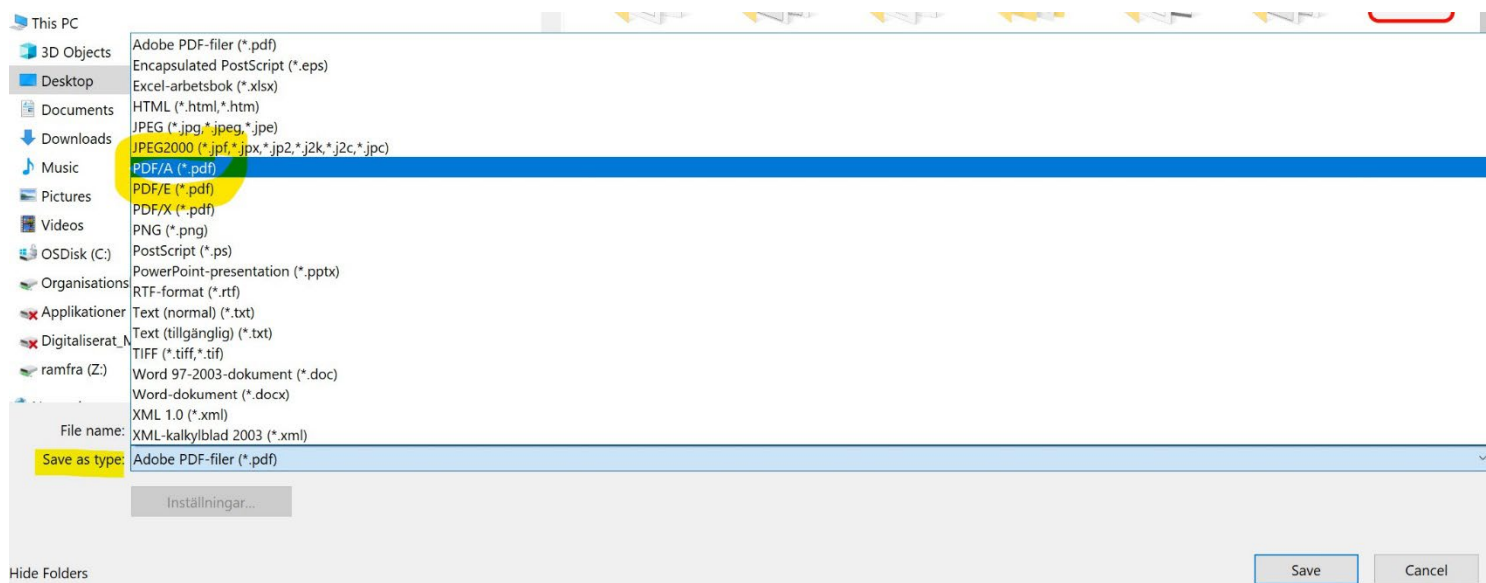 This PC
3D Objects
Desktop
Documents
Downloads
Music
Pictures
Videos
OSDisk (C:)
Organisations
Applikationer
Digitaliserat_
ramfra (Z:)
Adobe PDF-filer (*.pdf)
Encapsulated PostScript (*.eps)
Excel-arbetsbok (*.xlsx)
HTML (*.html,*.htm)
JPEG (*.jpg,*.jpeg,*.jpe)
JPEG2000 (*.jpf,*.jpx,*.jp2,*.j2k,*.j2c,*.jpc)
PDF/A (*.pdf)
PDF/E (*.pdf)
PDF/X (*.pdf)
PNG (*.png)
PostScript (*.ps)
PowerPoint-presentation (*.pptx)
RTF-format (*.rtf)
Text (normal) (*.txt)
Text (tillgänglig) (*.txt)
TIFF (*.tiff,*.tif)
Word 97-2003-dokument (*.doc)
Word-dokument (*.docx)
XML 1.0 (*.xml)
XML-kalkylblad 2003 (*.xml)
File name:
Save as type: Adobe PDF-filer (*.pdf)
Inställningar...
Hide Folders
Save Cancel